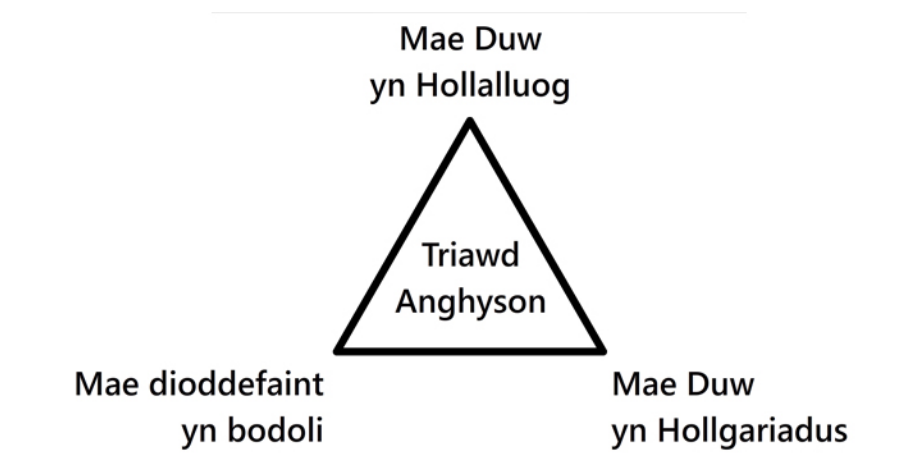 Mae Duw
yn Hollalluog
Triawd
Anghyson
Mae dioddefaint
yn bodoli
Mae Duw
yn Hollgariadus